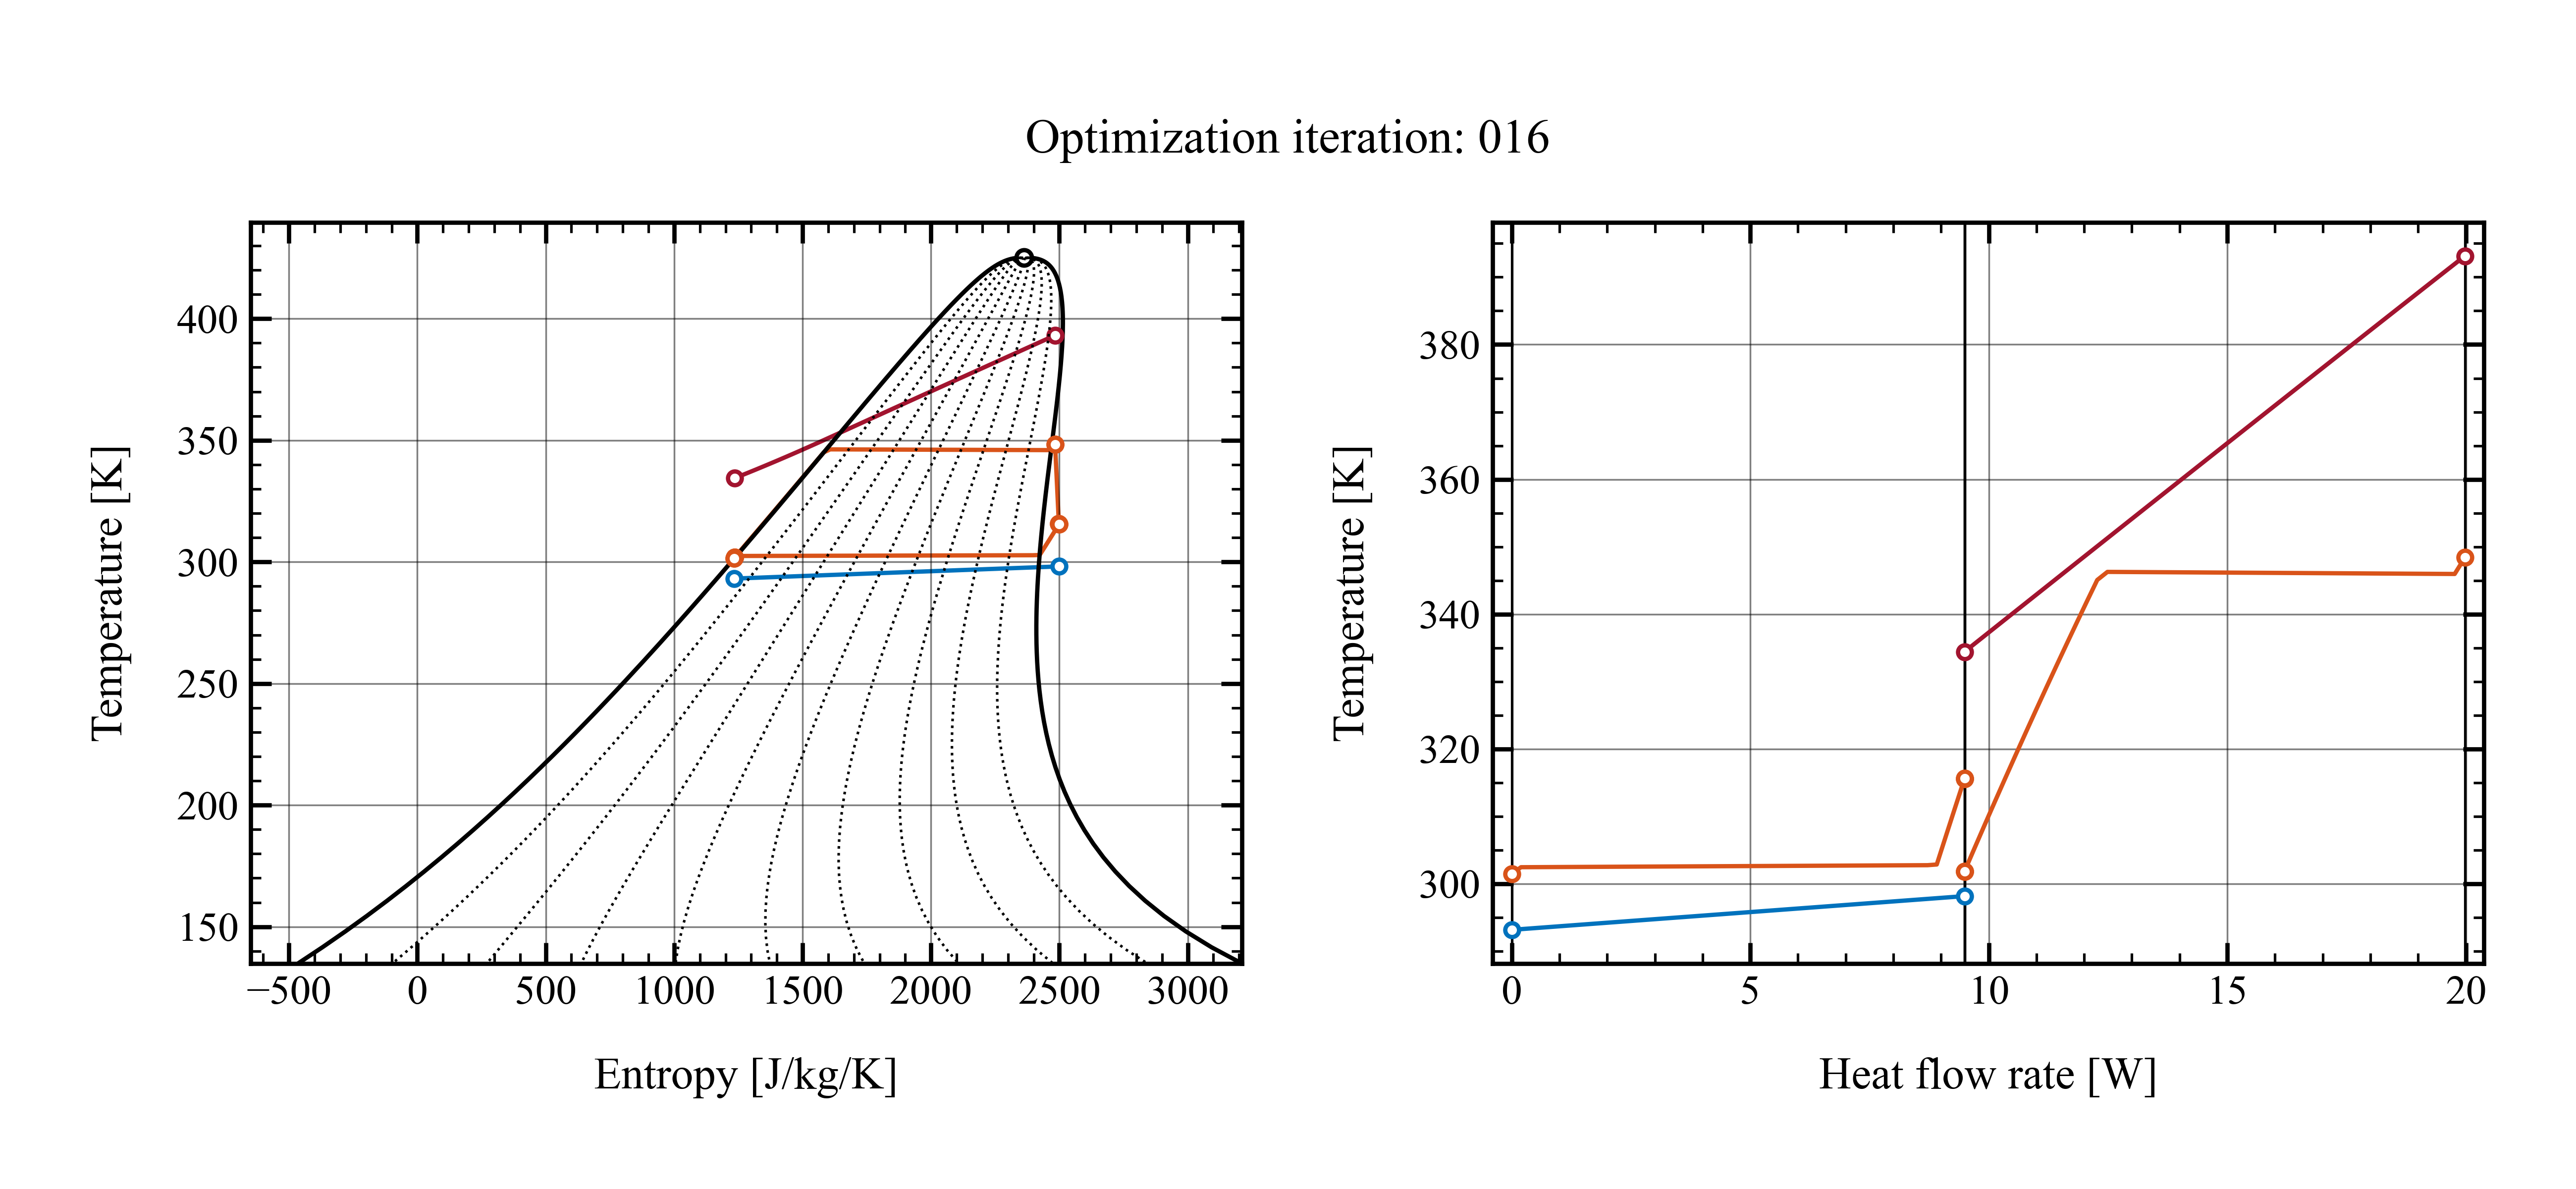 Optimization iteration: 016
Temperature [K]
400
350
300
250
200
150
−500 0 500 1000 1500 2000 2500 3000
Entropy [J/kg/K]
Temperature [K]
380
360
340
320
300
0 5 10 15 20
Heat flow rate [W]